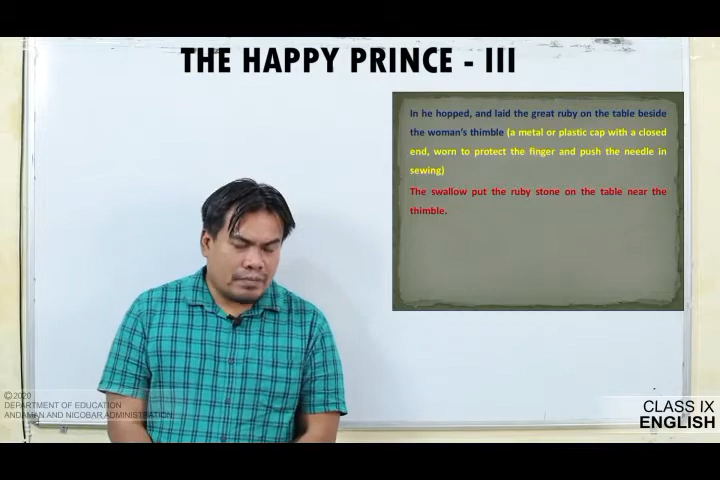 THE HAPPY PRINCE - III
In he hopped, and laid the great ruby on the table beside
the woman's thimble (a metal or plastic cap with a closed
end, worn to protect the finger and push the needle in
sewing)
The swallow put the ruby stone on the table near the
thimble.
©2020
DEPARTMENT OF EDUCATION
ANDAMAN AND NICOBAR ADMINISTRATION
CLASS IX
ENGLISH